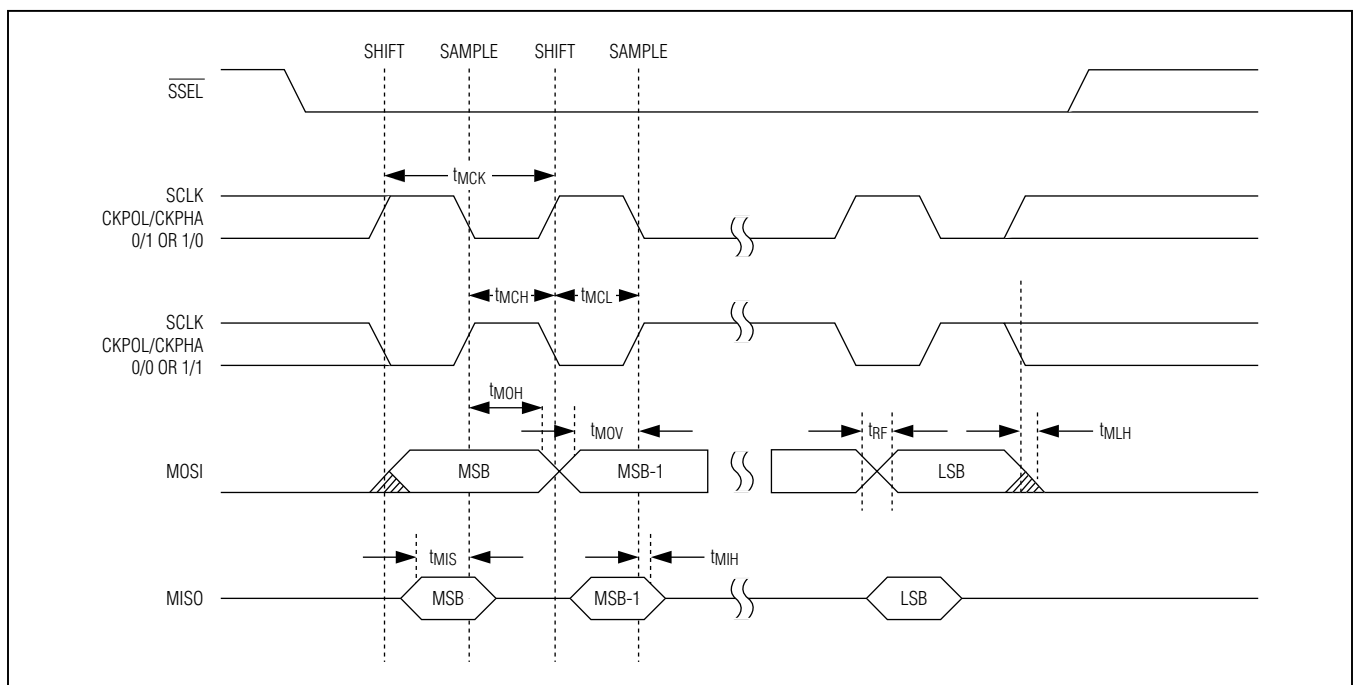 SHIFT SAMPLE SHIFT SAMPLE
SSEL
tMCK
SCLK
CKPOL/CKPHA
0/1 OR 1/0
tMCH tMCL
SCLK
CKPOL/CKPHA
0/0 OR 1/1
tMOH
tMOV tRF tMLH
MOSI MSB MSB-1 LSB
tMIS tMIH
MISO MSB MSB-1 LSB